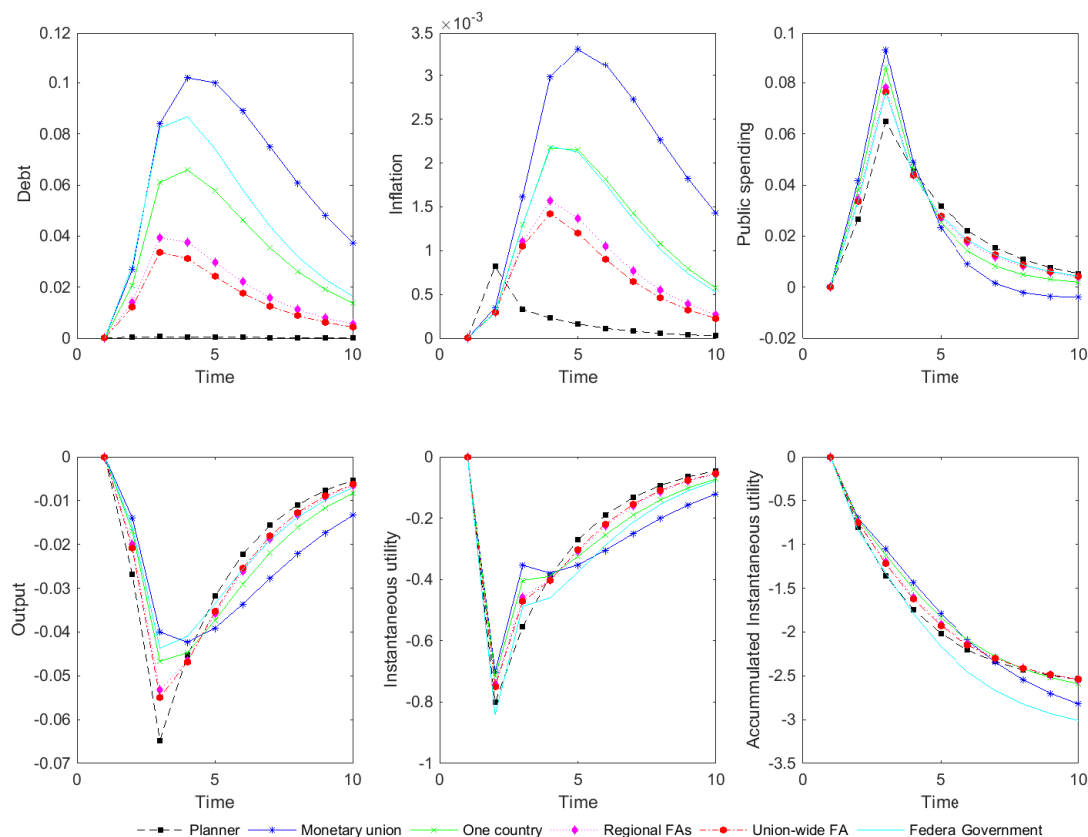 0.12
0.1
0.08
0.06
0.04
0.02
0
0 5 10
Debt
Time
×10⁻³
3.5
3
2.5
2
1.5
1
0.5
0
0 5 10
Inflation
Time
0.1
0.08
0.06
0.04
0.02
0
-0.02
0 5 10
Public spending
Time
0
-0.01
-0.02
-0.03
-0.04
-0.05
-0.06
-0.07
0 5 10
Output
Time
0
-0.2
-0.4
-0.6
-0.8
-1
0 5 10
Instantaneous utility
Time
0
-0.5
-1
-1.5
-2
-2.5
-3
-3.5
0 5 10
Accummulated Instantaneous utility
Time
Planner Monetary union One country Regional FAs Union-wide FA Federa Government